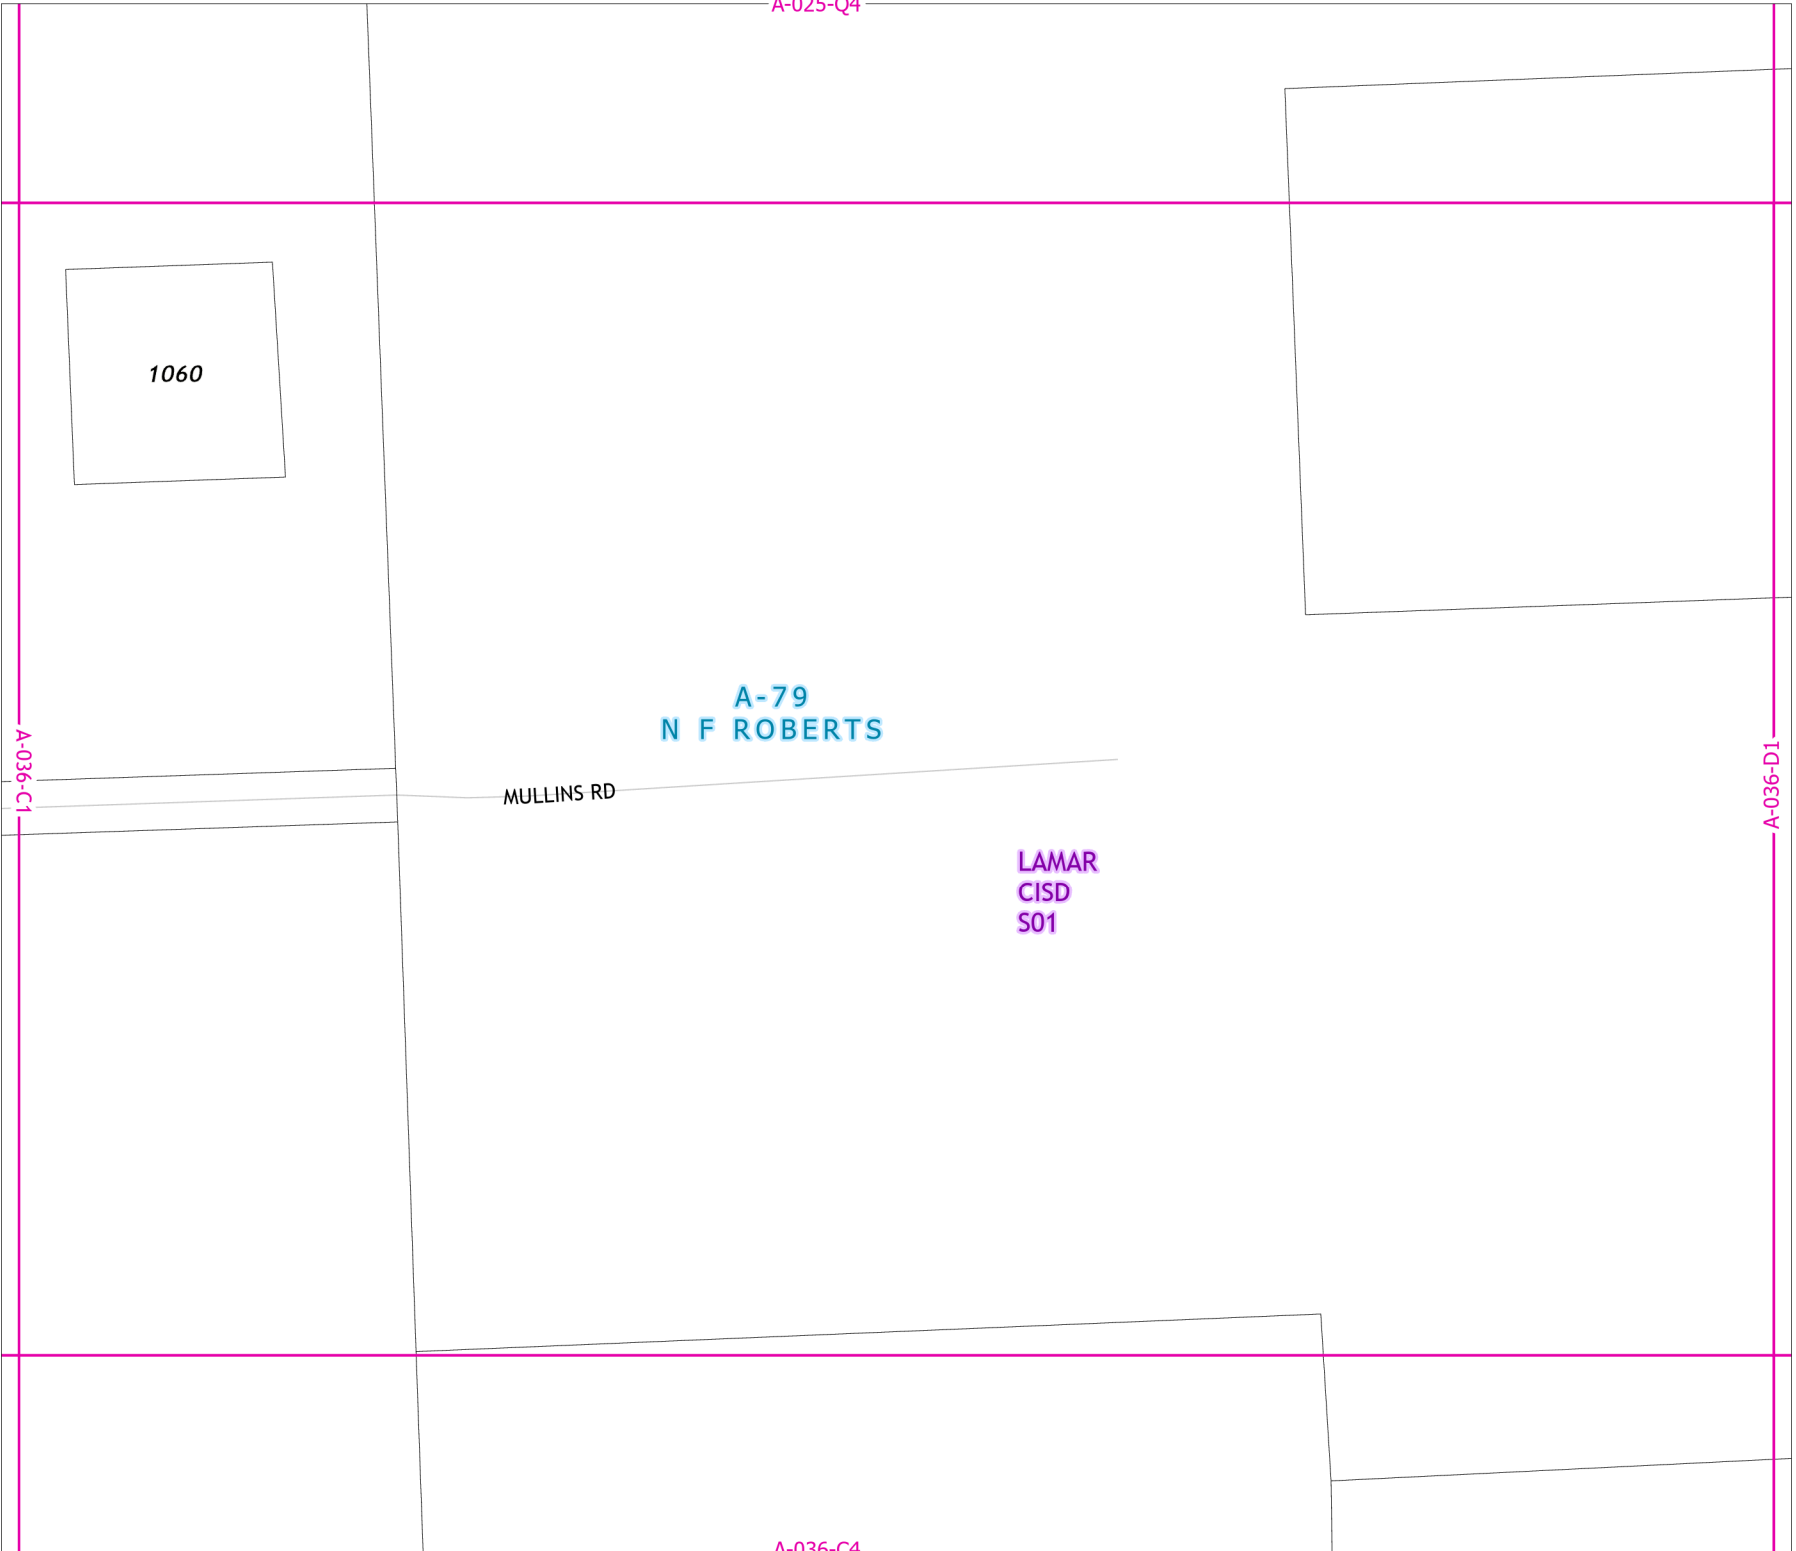 A-025-Q4
1060
A-79
N F ROBERTS
A-036-C1
A-036-D1
MULLINS RD
LAMAR
CISD
S01
A-036-C4